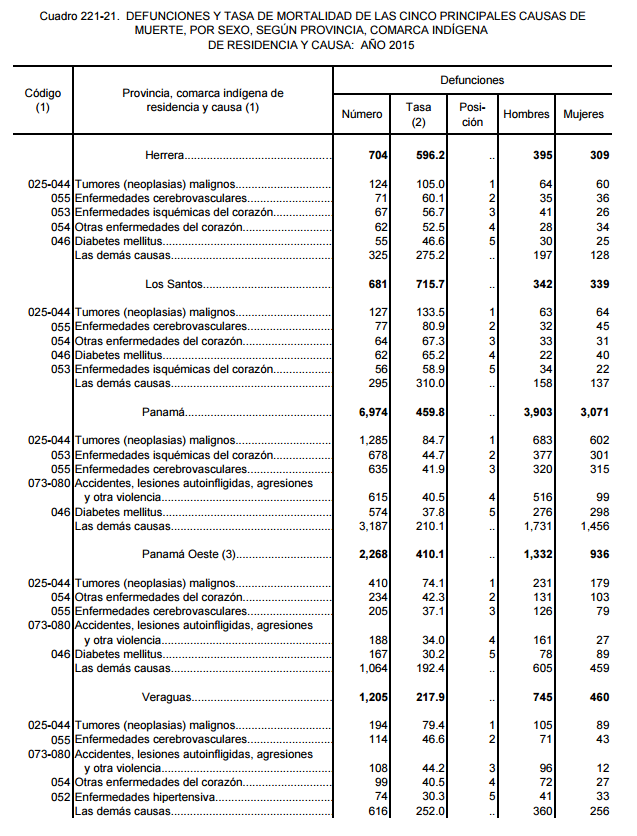 Cuadro 221-21. DEFUNCIONES Y TASA DE MORTALIDAD DE LAS CINCO PRINCIPALES CAUSAS DE
MUERTE, POR SEXO, SEGÚN PROVINCIA, COMARCA INDÍGENA
DE RESIDENCIA Y CAUSA: AÑO 2015
Defunciones
Código (1) Provincia, comarca indígena de residencia y causa (1) Número Tasa (2) Posi-ción Hombres Mujeres
Herrera 704 596.2 .. 395 309
025-044 Tumores (neoplasias) malignos 124 105.0 1 64 60
055 Enfermedades cerebrovasculares 71 60.1 2 35 36
053 Enfermedades isquémicas del corazón 67 56.7 3 41 26
054 Otras enfermedades del corazón 62 52.5 4 28 34
046 Diabetes mellitus 55 46.6 5 30 25
Las demás causas 325 275.2 197 128
Los Santos 681 715.7 .. 342 339
025-044 Tumores (neoplasias) malignos 127 133.5 1 63 64
055 Enfermedades cerebrovasculares 77 80.9 2 32 45
054 Otras enfermedades del corazón 64 67.3 3 33 31
046 Diabetes mellitus 62 65.2 4 22 40
053 Enfermedades isquémicas del corazón 56 58.9 5 34 22
Las demás causas 295 310.0 158 137
Panamá 6,974 459.8 .. 3,903 3,071
025-044 Tumores (neoplasias) malignos 1,285 84.7 1 683 602
053 Enfermedades isquémicas del corazón 678 44.7 2 377 301
055 Enfermedades cerebrovasculares 635 41.9 3 320 315
073-080 Accidentes, lesiones autoinfligidas, agresiones
y otra violencia 615 40.5 4 516 99
046 Diabetes mellitus 574 37.8 5 276 298
Las demás causas 3,187 210.1 1,731 1,456
Panamá Oeste (3) 2,268 410.1 .. 1,332 936
025-044 Tumores (neoplasias) malignos 410 74.1 1 231 179
054 Otras enfermedades del corazón 234 42.3 2 131 103
055 Enfermedades cerebrovasculares 205 37.1 3 126 79
073-080 Accidentes, lesiones autoinfligidas, agresiones
y otra violencia 188 34.0 4 161 27
046 Diabetes mellitus 167 30.2 5 78 89
Las demás causas 1,064 192.4 605 459
Veraguas 1,205 217.9 .. 745 460
025-044 Tumores (neoplasias) malignos 194 79.4 1 105 89
055 Enfermedades cerebrovasculares 114 46.6 2 71 43
073-080 Accidentes, lesiones autoinfligidas, agresiones
y otra violencia 108 44.2 3 96 12
054 Otras enfermedades del corazón 99 40.5 4 72 27
052 Enfermedades hipertensiva 74 30.3 5 41 33
Las demás causas 616 252.0 360 256